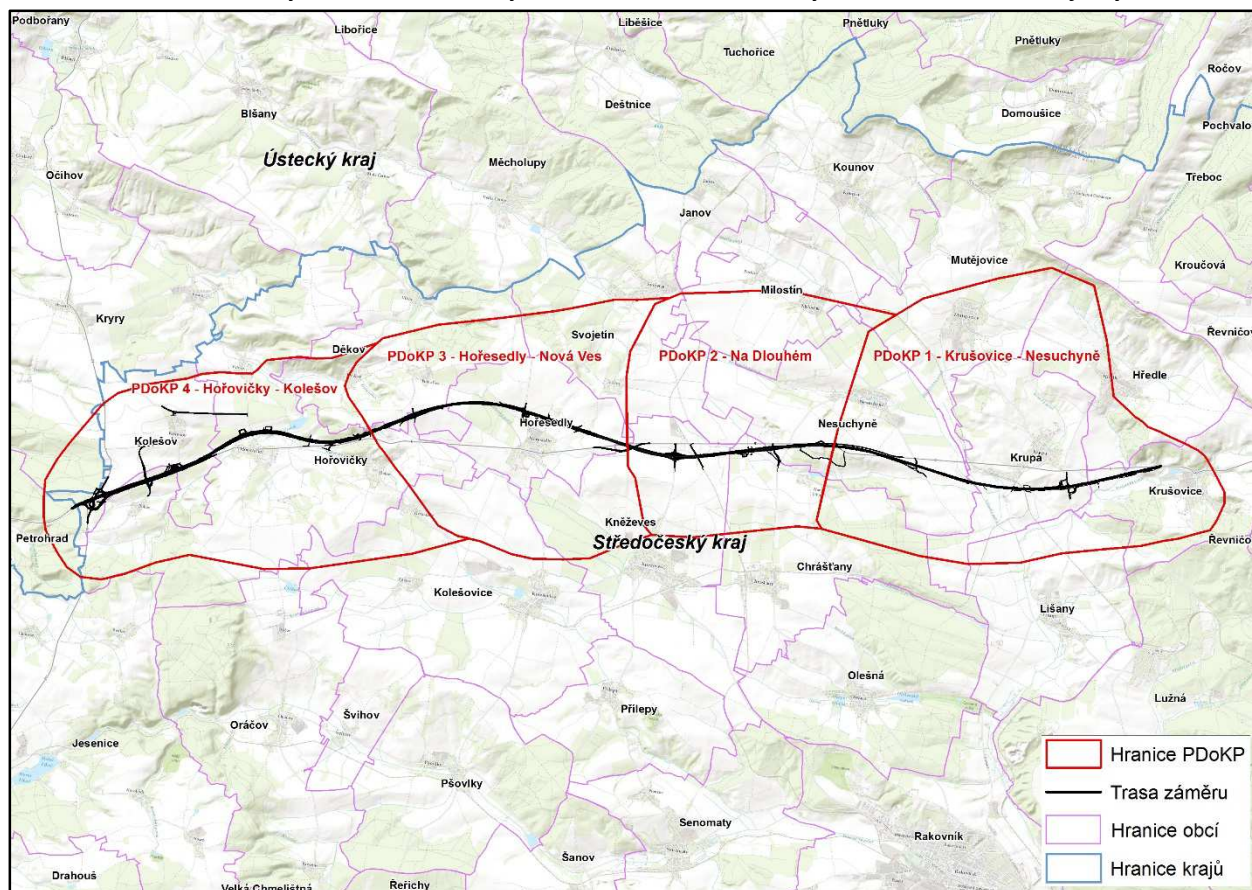 Podbořany
Libořice
Liběšice
Pnětluky
Pnětluky
Tuchořice
Ročov
Blšany
Deštnice
Domoušice
Pochvalo
Ústecký kraj
Měcholupy
Kounov
Očihov
Třeboc
Janov
Mutějovice
Kroučová
Milostín
Kryry
Svojetín
Řevničov
Děkov
PDoKP 3 - Hořesedly - Nová Ves
PDoKP 2 - Na Dlouhém
PDoKP 1 - Krušovice - Nesuchyně
Hředle
PDoKP 4 - Hořovičky - Kolešov
Hořesedly
Nesuchyně
Kolešov
Hořovičky
Krupá
Krušovice
Kněževes
Petrohrad
Středočeský kraj
Řevničo
Chrášťany
Kolešovice
Lišany
Olešná
Lužná
Přílepy
Švihov
Oráčov
Jesenice
Hranice PDoKP
Pšovlky
Trasa záměru
Senomaty
Hranice obcí
Rakovník
Šanov
Hranice krajů
Drahouš
Velká Chmelištná
Řeřichy